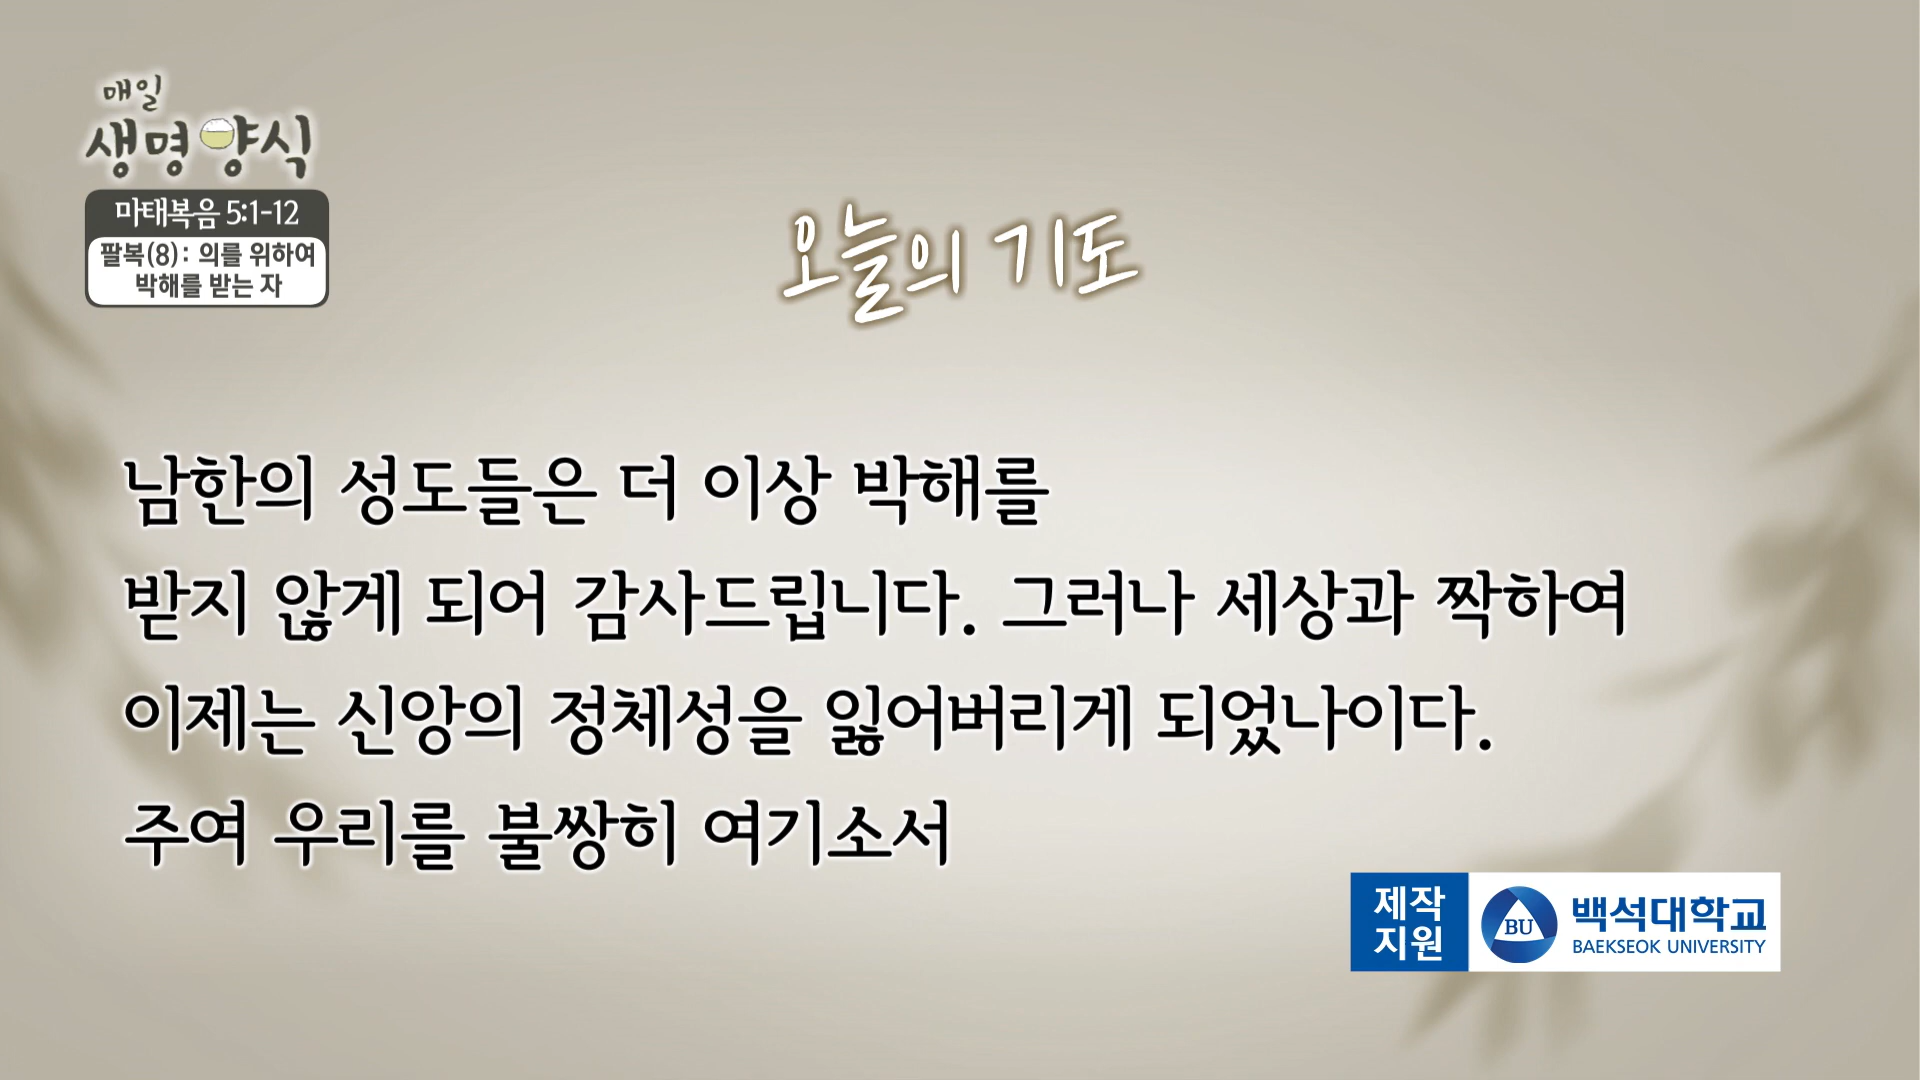 매일
생명양식
마태복음 5:1-12
팔복(8): 의를 위하여
박해를 받는 자
오늘의 기도
남한의 성도들은 더 이상 박해를
받지 않게 되어 감사드립니다. 그러나 세상과 짝하여
이제는 신앙의 정체성을 잃어버리게 되었나이다.
주여 우리를 불쌍히 여기소서
제작
지원
BU
백석대학교
BAEKSEOK UNIVERSITY